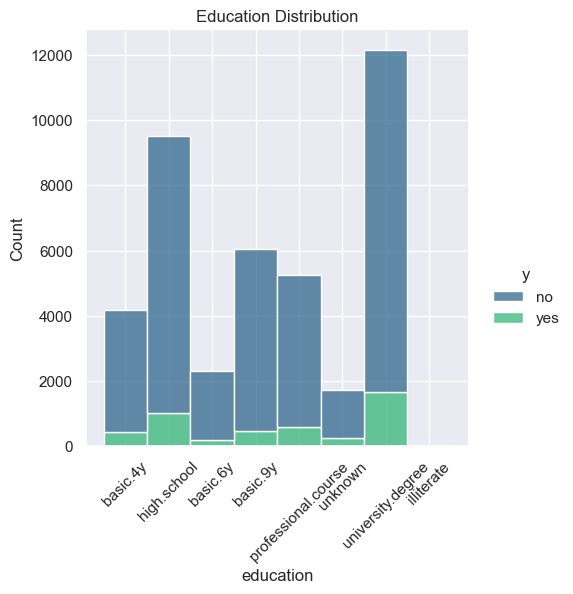 Education Distribution
12000
10000
8000
6000
4000
2000
0
Count
basic.4y
high.school
basic.6y
basic.9y
professional.course
unknown
university.degree
illiterate
education
y
no
yes